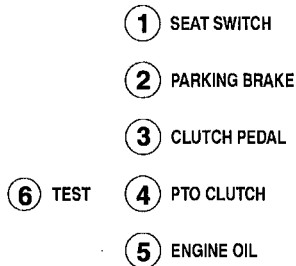 1 SEAT SWITCH
2 PARKING BRAKE
3 CLUTCH PEDAL
6 TEST 4 PTO CLUTCH
5 ENGINE OIL